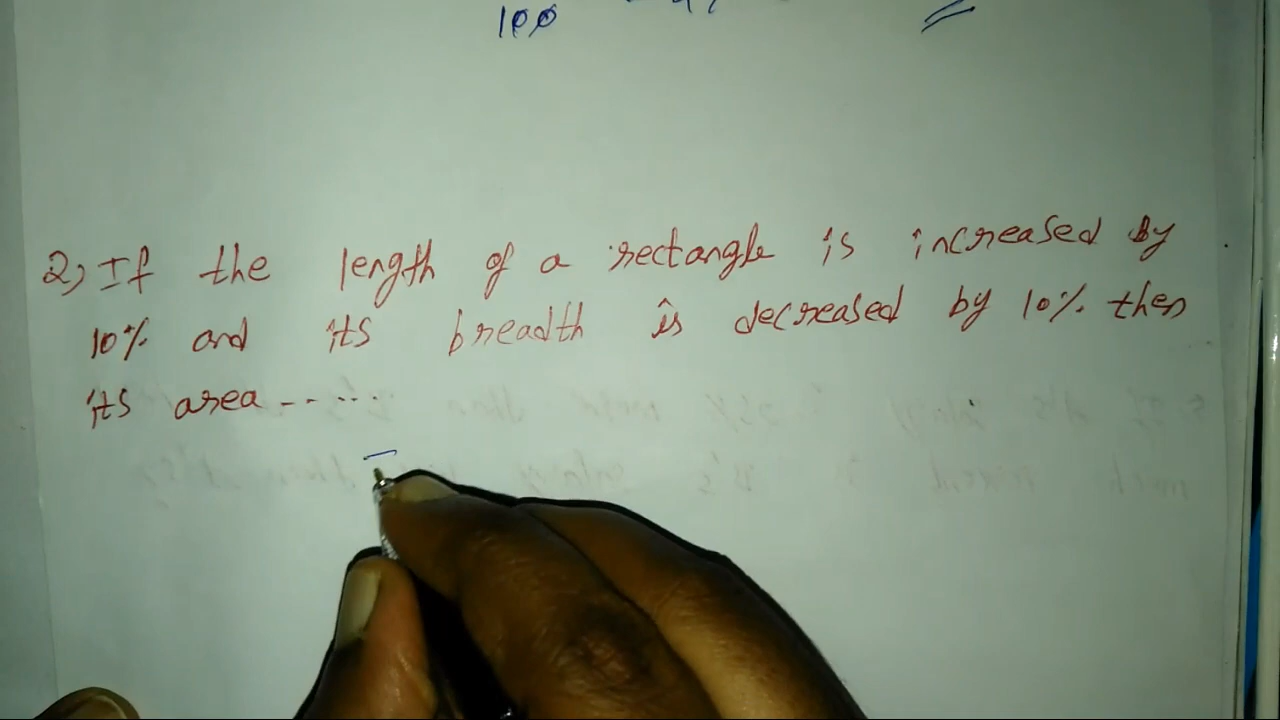 100
2) If the length of a rectangle is increased by
10% and its breadth is decreased by 10% then
its area - - . . . .